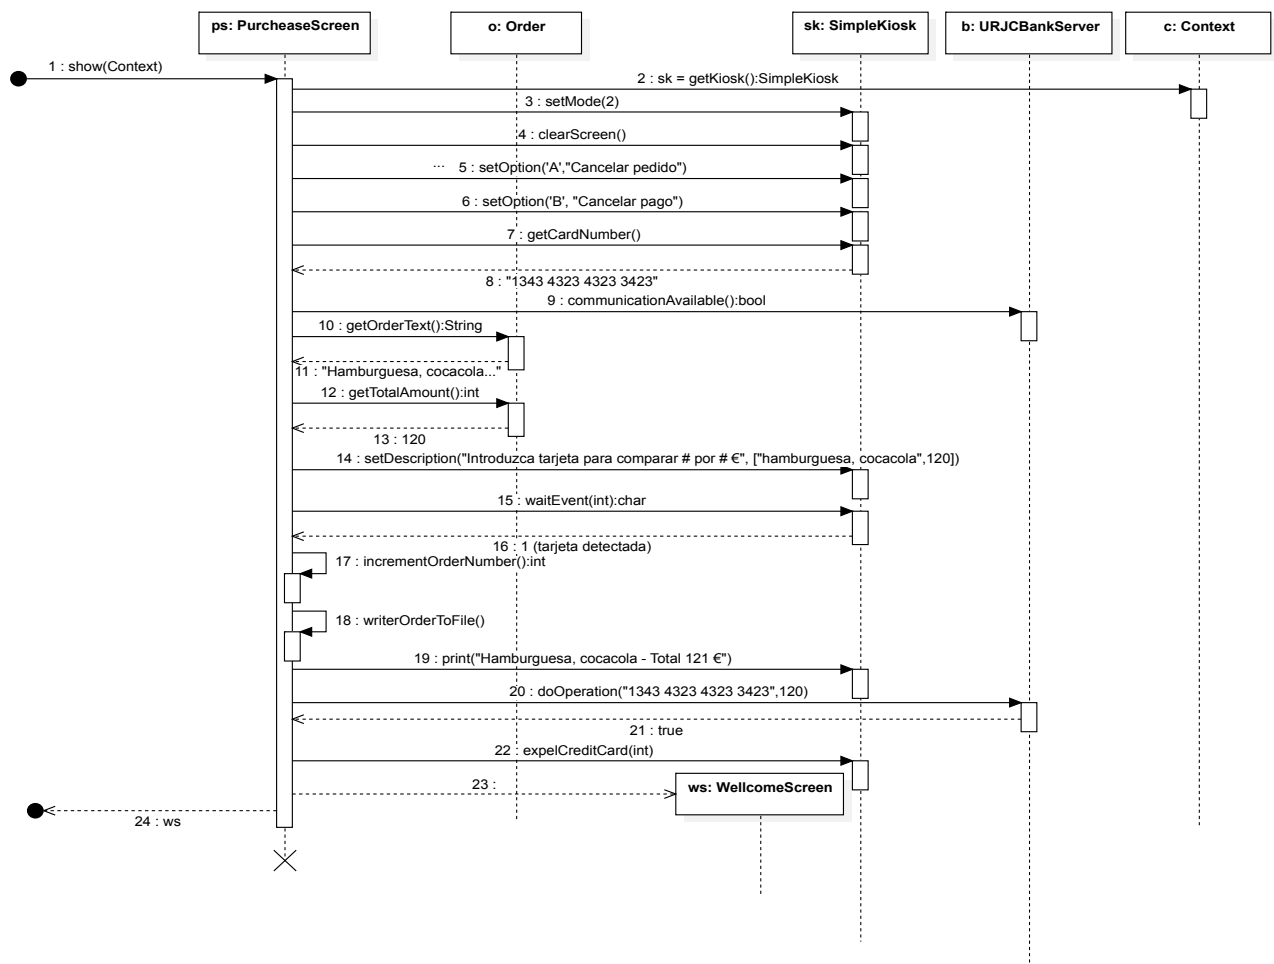 ps: PurcheaseScreen
o: Order
sk: SimpleKiosk
b: URJCBankServer
c: Context
1 : show(Context)
2 : sk = getKiosk():SimpleKiosk
3 : setMode(2)
4 : clearScreen()
... 5 : setOption('A',"Cancelar pedido")
6 : setOption('B', "Cancelar pago")
7 : getCardNumber()
8 : "1343 4323 4323 3423"
9 : communicationAvailable():bool
10 : getOrderText():String
11 : "Hamburguesa, cocacola..."
12 : getTotalAmount():int
13 : 120
14 : setDescription("Introduzca tarjeta para comparar # por # €", ["hamburguesa, cocacola",120])
15 : waitEvent(int):char
16 : 1 (tarjeta detectada)
17 : incrementOrderNumber():int
18 : writerOrderToFile()
19 : print("Hamburguesa, cocacola - Total 121 €")
20 : doOperation("1343 4323 4323 3423",120)
21 : true
22 : expelCreditCard(int)
23 :
ws: WellcomeScreen
24 : ws